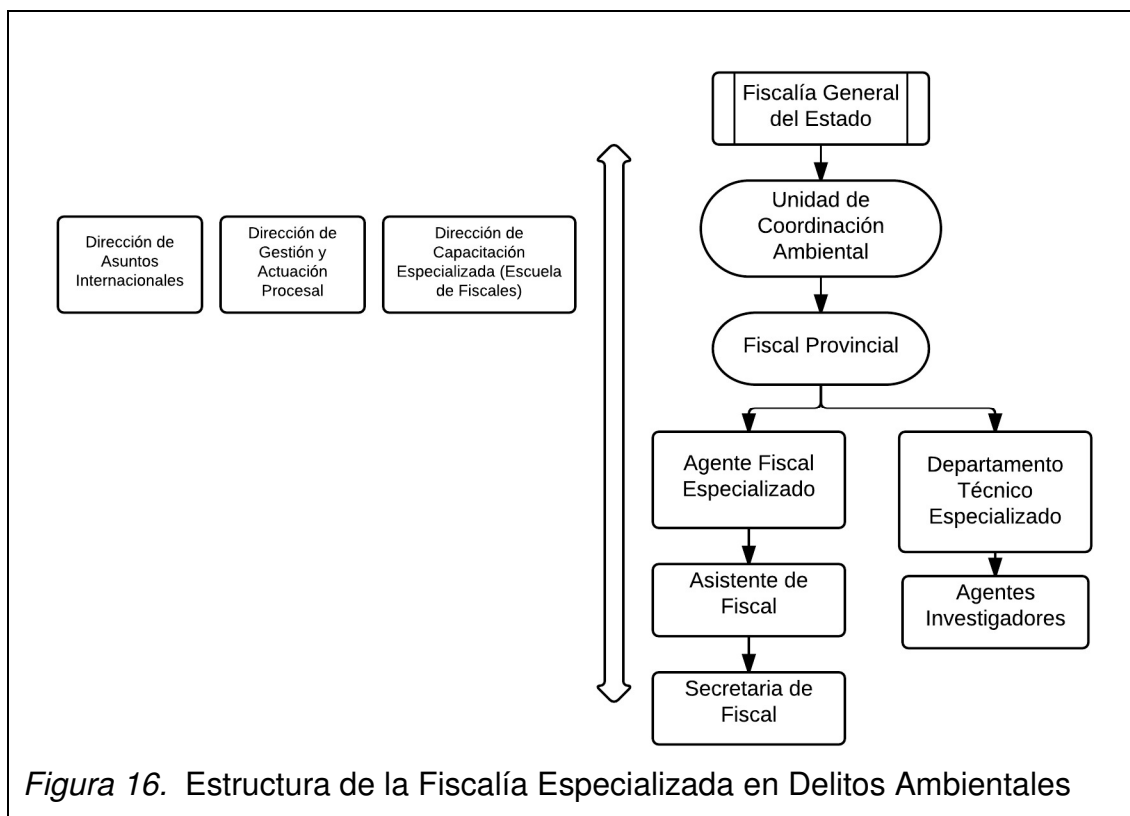 Fiscalía General
del Estado
Unidad de
Coordinación
Ambiental
Dirección de
Asuntos
Internacionales
Dirección de
Gestión y
Actuación
Procesal
Dirección de
Capacitación
Especializada (Escuela
de Fiscales)
Fiscal Provincial
Agente Fiscal
Especializado
Departamento
Técnico
Especializado
Asistente de
Fiscal
Agentes
Investigadores
Secretaria de
Fiscal
Figura 16. Estructura de la Fiscalía Especializada en Delitos Ambientales